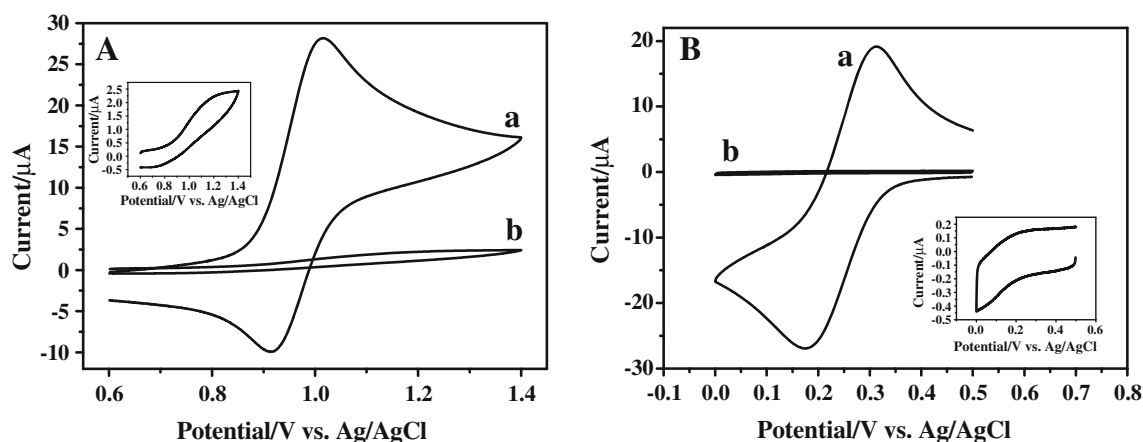 A
30
25
20
15
10
5
0
-5
-10
0.6 0.8 1.0 1.2 1.4
Current/μA
Potential/V vs. Ag/AgCl
a
b
2.5
2.0
1.5
1.0
0.5
0.0
-0.5
0.6 0.8 1.0 1.2 1.4
Current/μA
Potential/V vs. Ag/AgCl
B
20
10
0
-10
-20
-30
-0.1 0.0 0.1 0.2 0.3 0.4 0.5 0.6 0.7 0.8
Current/μA
Potential/V vs. Ag/AgCl
a
b
0.2
0.1
0.0
-0.1
-0.2
-0.3
-0.4
-0.5
0.0 0.2 0.4 0.6
Current/μA
Potential/V vs. Ag/AgCl